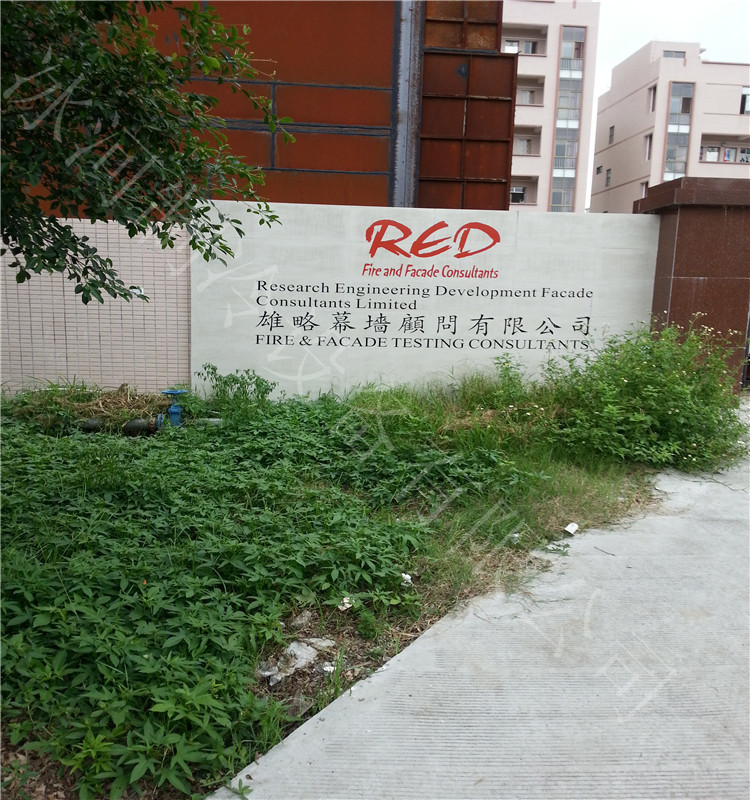 RED
Fire and Facade Consultants
Research Engineering Development Facade
Consultants Limited
雄略幕墙顧問有限公司
FIRE & FACADE TESTING CONSULTANTS